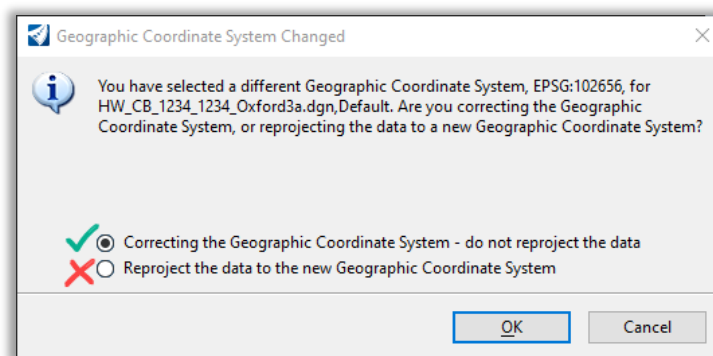 Geographic Coordinate System Changed
You have selected a different Geographic Coordinate System, EPSG:102656, for
HW_CB_1234_1234_Oxford3a.dgn,Default. Are you correcting the Geographic
Coordinate System, or reprojecting the data to a new Geographic Coordinate System?
Correcting the Geographic Coordinate System - do not reproject the data
Reproject the data to the new Geographic Coordinate System
OK
Cancel